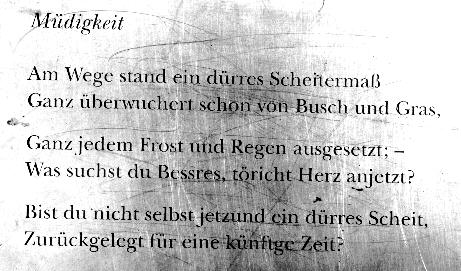 Müdigkeit
Am Wege stand ein dürres Scheitermaß
Ganz überwuchert schon von Busch und Gras,
Ganz jedem Frost und Regen ausgesetzt; –
Was suchst du Bessres, töricht Herz anjetzt?
Bist du nicht selbst jetzund ein dürres Scheit,
Zurückgelegt für eine künftge Zeit?